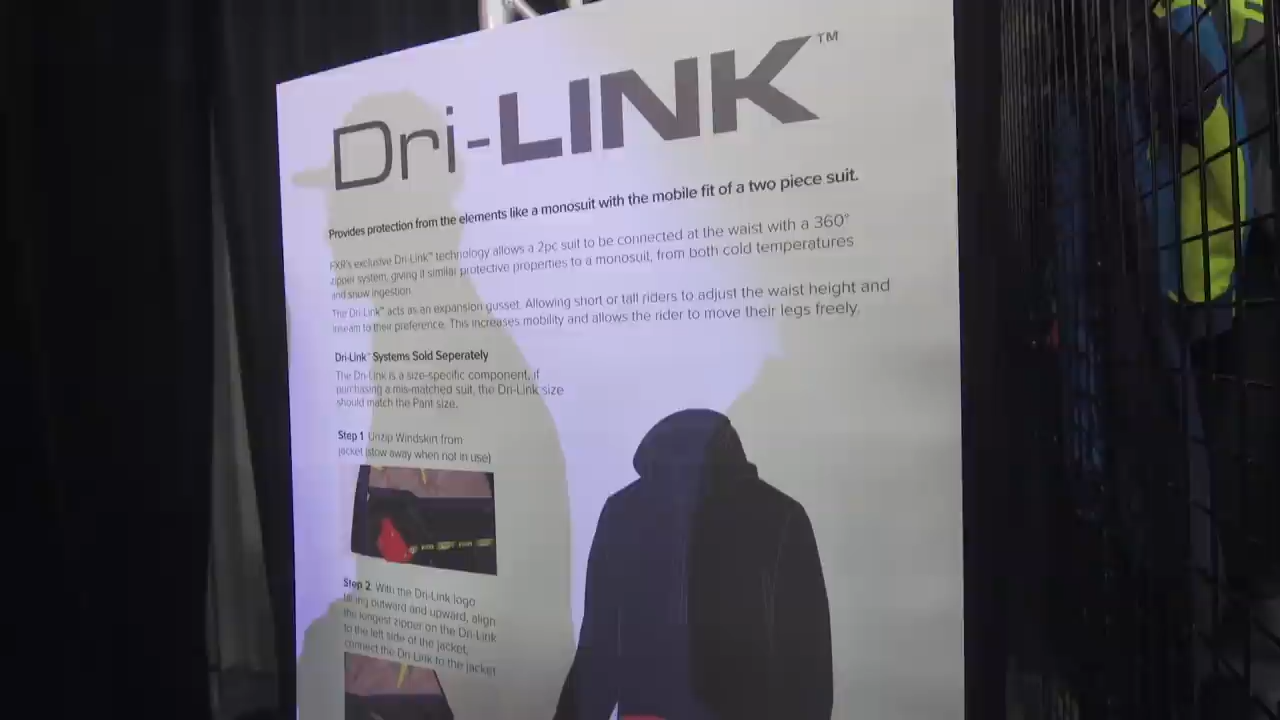 Dri-LINK™
Provides protection from the elements like a monosuit with the mobile fit of a two piece suit.
FXR's exclusive Dri-Link™ technology allows a 2pc suit to be connected at the waist with a 360°
zipper system, giving it similar protective properties to a monosuit, from both cold temperatures
and snow ingestion.
The Dri-Link™ acts as an expansion gusset. Allowing short or tall riders to adjust the waist height and
inseam to their preference. This increases mobility and allows the rider to move their legs freely.
Dri-Link™ Systems Sold Seperately
The Dri-Link is a size-specific component, if
purchasing a mis-matched suit, the Dri-Link size
should match the Pant size.
Step 1 Unzip Windskirt from
jacket (stow away when not in use)
Step 2 With the Dri-Link logo
facing outward and upward, align
the longest zipper on the Dri-Link
to the left side of the jacket,
connect the Dri-Link to the jacket